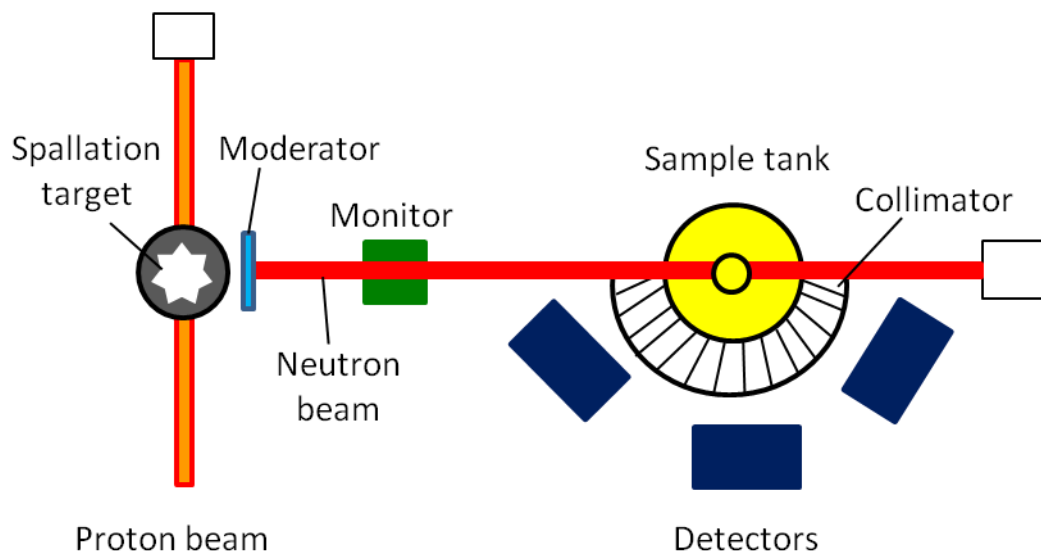 Spallation
target
Moderator
Monitor
Sample tank
Collimator
Neutron
beam
Proton beam
Detectors